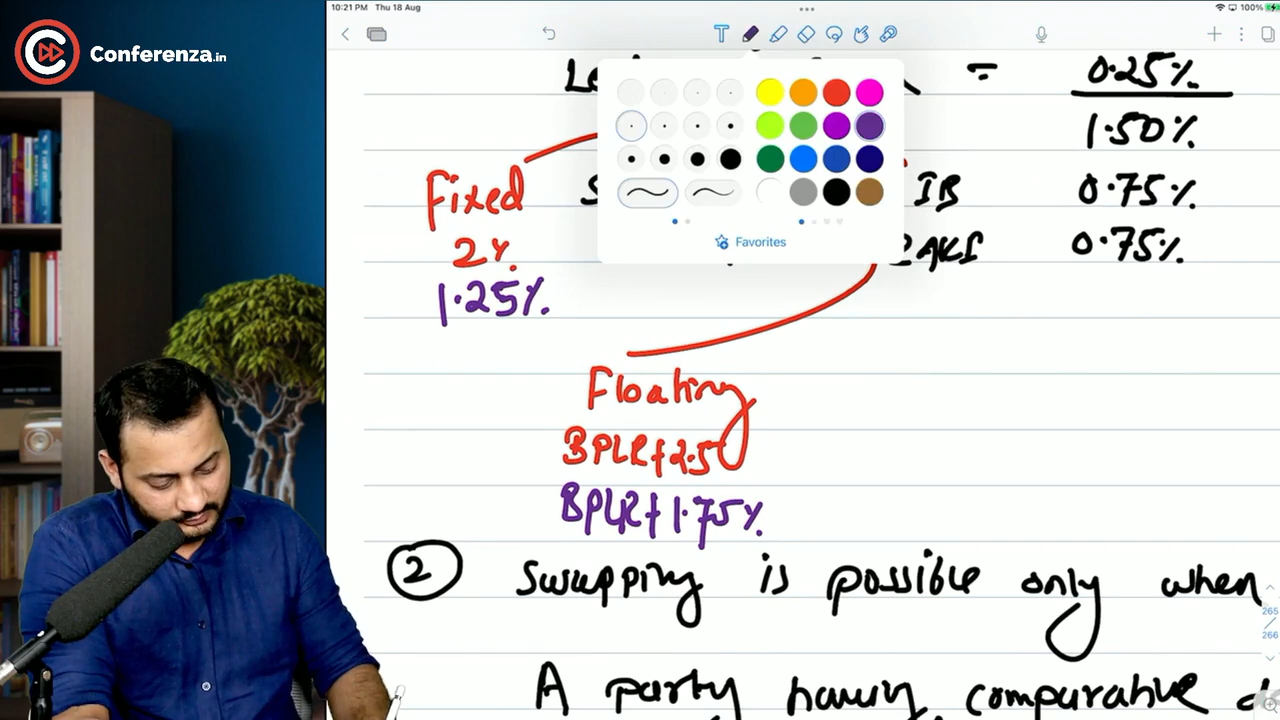 10:21 PM Thu 18 Aug
100%
Conferenza.in
T
= 0.25%
1.50%
Fixed IB 0.75%
2%
0.75%
1.25%
Floating
BPLR + 2.5
BPLR + 1.75%
Favorites
2 Swapping is possible only when
265
266
A party having comparative